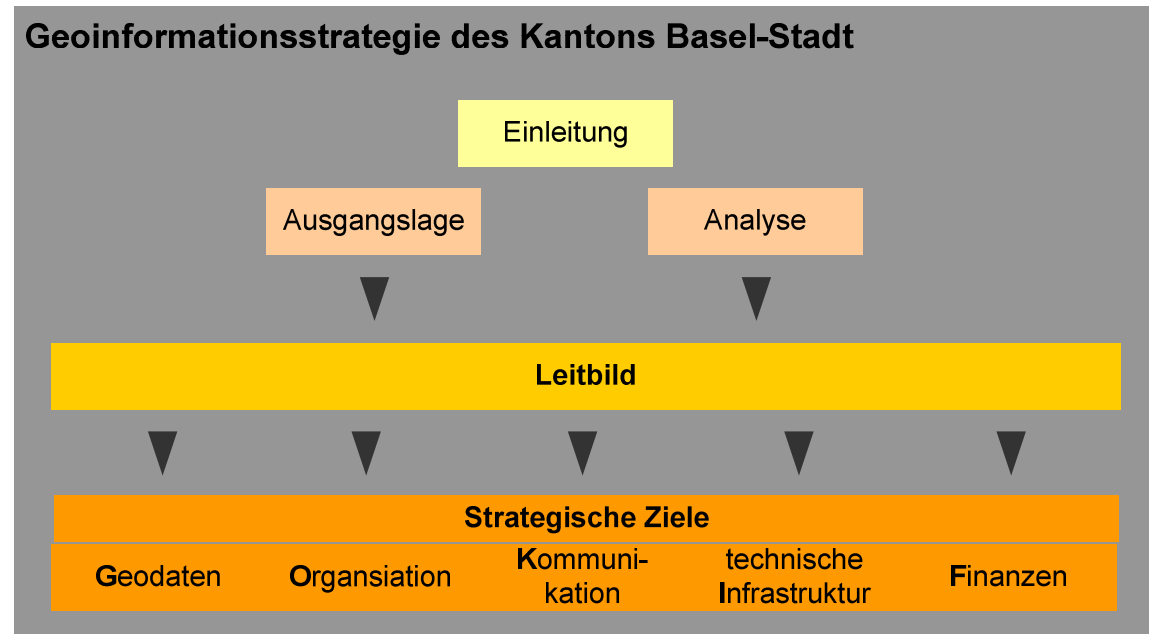 Geoinformationsstrategie des Kantons Basel-Stadt
Einleitung
Ausgangslage
Analyse
Leitbild
Strategische Ziele
Geodaten
Organsiation
Kommuni-
kation
technische
Infrastruktur
Finanzen